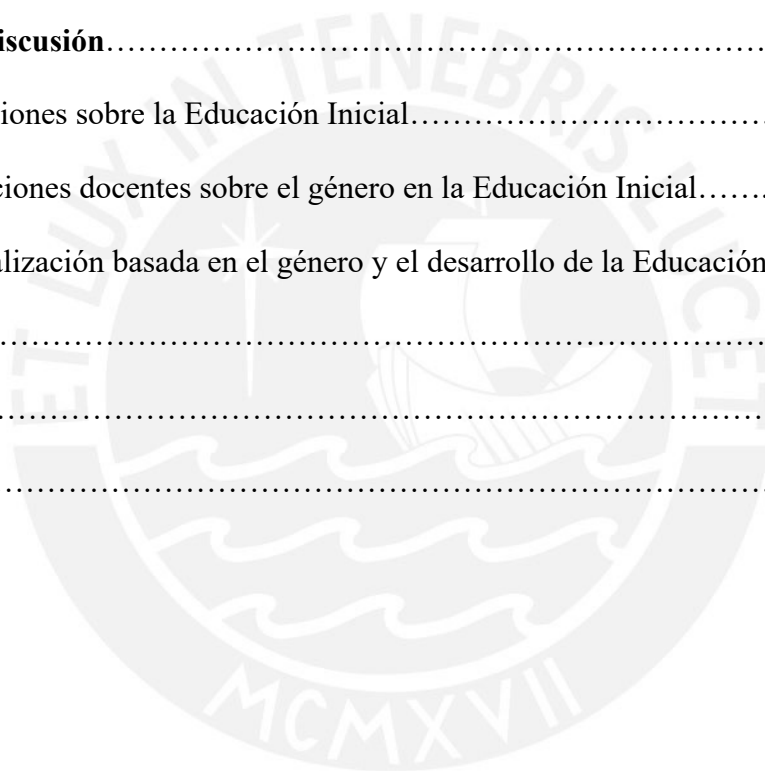 iscusión……………………………………………………………………
iones sobre la Educación Inicial………………………………
ciones docentes sobre el género en la Educación Inicial…….
alización basada en el género y el desarrollo de la Educación
……………………………………………………………………………
……………………………………………………………………………
……………………………………………………………………………
ET LUX IN TENEBRIS LUCET
MCMXVII